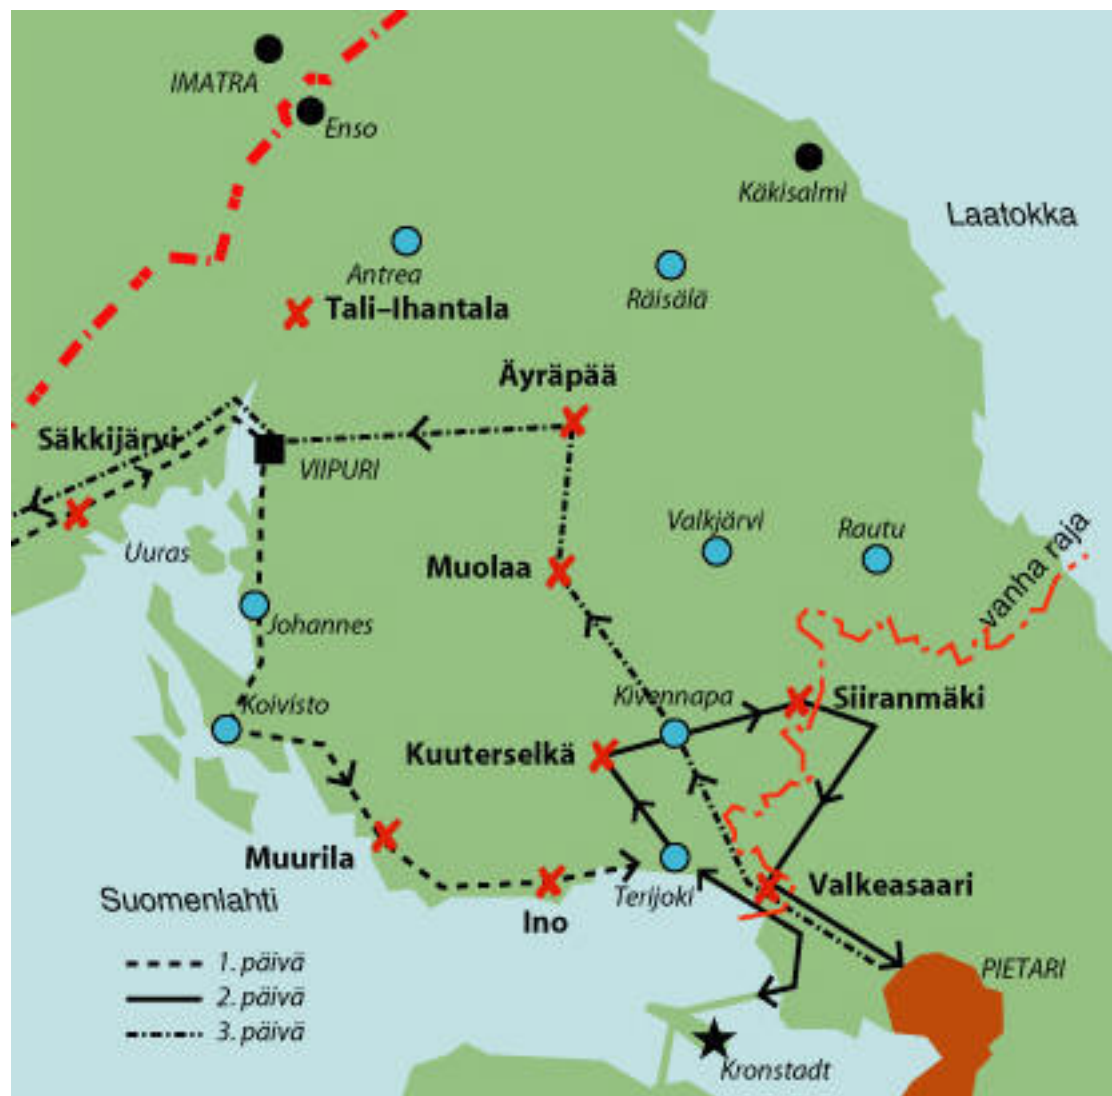 IMATRA
Enso
Käkisalmi
Laatokka
Antrea
Räisälä
Tali–Ihantala
Äyräpää
Säkkijärvi
VIIPURI
Valkjärvi
Rautu
vanha raja
Uuras
Muolaa
Johannes
Kivennapa
Siiranmäki
Koivisto
Kuuterselkä
Muurila
Suomenlahti
Terijoki
Valkeasaari
Ino
PIETARI
1. päivä
2. päivä
3. päivä
Kronstadt